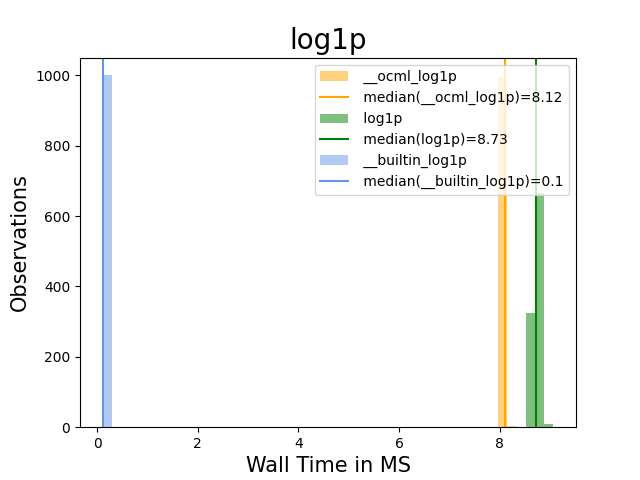 log1p
__ocml_log1p
median(__ocml_log1p)=8.12
log1p
median(log1p)=8.73
__builtin_log1p
median(__builtin_log1p)=0.1
Observations
1000
800
600
400
200
0
0 2 4 6 8
Wall Time in MS